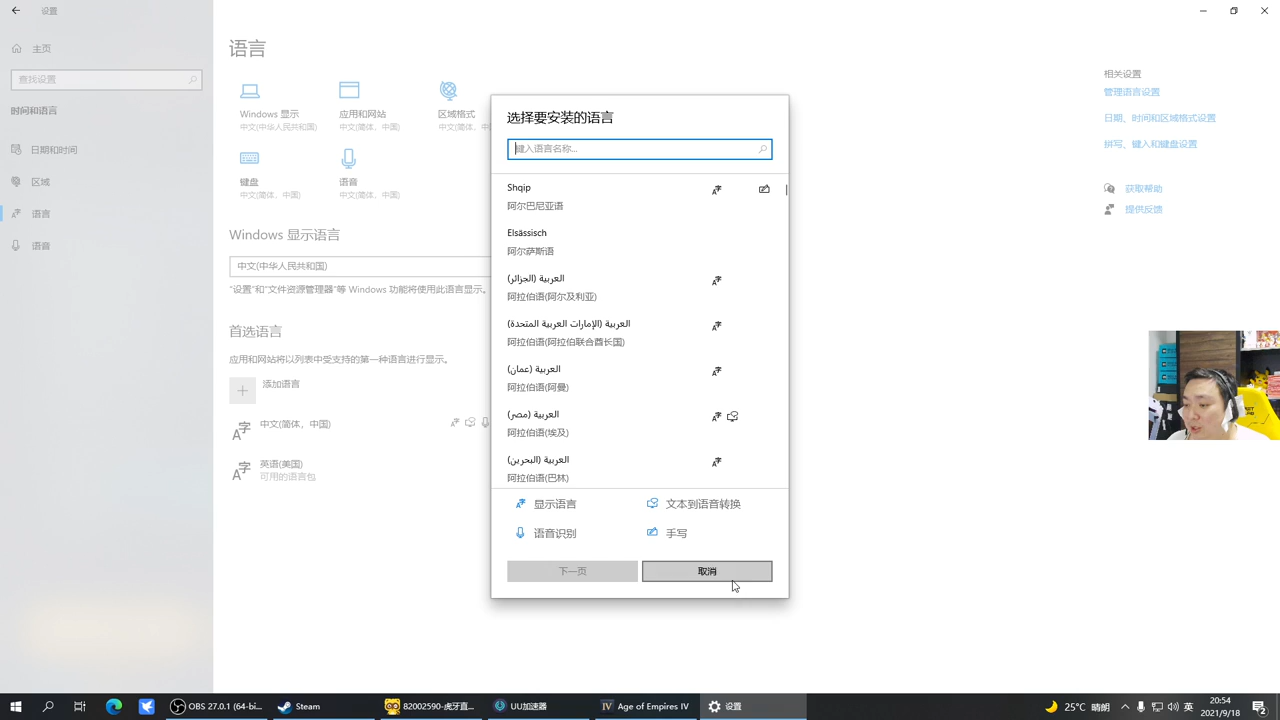 设置
主页
查找设置
时间和语言
日期和时间
区域
语言
语音
语言
Windows 显示
中文(中华人民共和国)
应用和网站
中文(简体，中国)
区域格式
中文(简体，中
键盘
中文(简体，中国)
语音
中文(简体，中国)
Windows 显示语言
中文(中华人民共和国)
"设置"和"文件资源管理器"等 Windows 功能将使用此语言显示。
首选语言
应用和网站将以列表中受支持的第一种语言进行显示。
添加语言
中文(简体，中国)
英语(美国)
可用的语言包
选择要安装的语言
键入语言名称...
Shqip
阿尔巴尼亚语
Elsässisch
阿尔萨斯语
العربية (الجزائر)
阿拉伯语(阿尔及利亚)
العربية (الإمارات العربية المتحدة)
阿拉伯语(阿拉伯联合酋长国)
العربية (عمان)
阿拉伯语(阿曼)
العربية (مصر)
阿拉伯语(埃及)
العربية (البحرين)
阿拉伯语(巴林)
显示语言
文本到语音转换
语音识别
手写
下一页
取消
相关设置
管理语言设置
日期、时间和区域格式设置
拼写、键入和键盘设置
获取帮助
提供反馈
OBS 27.0.1 (64-bi...
Steam
82002590-虎牙直...
UU加速器
Age of Empires IV
设置
25°C 晴朗
英
20:54
2021/9/18
2